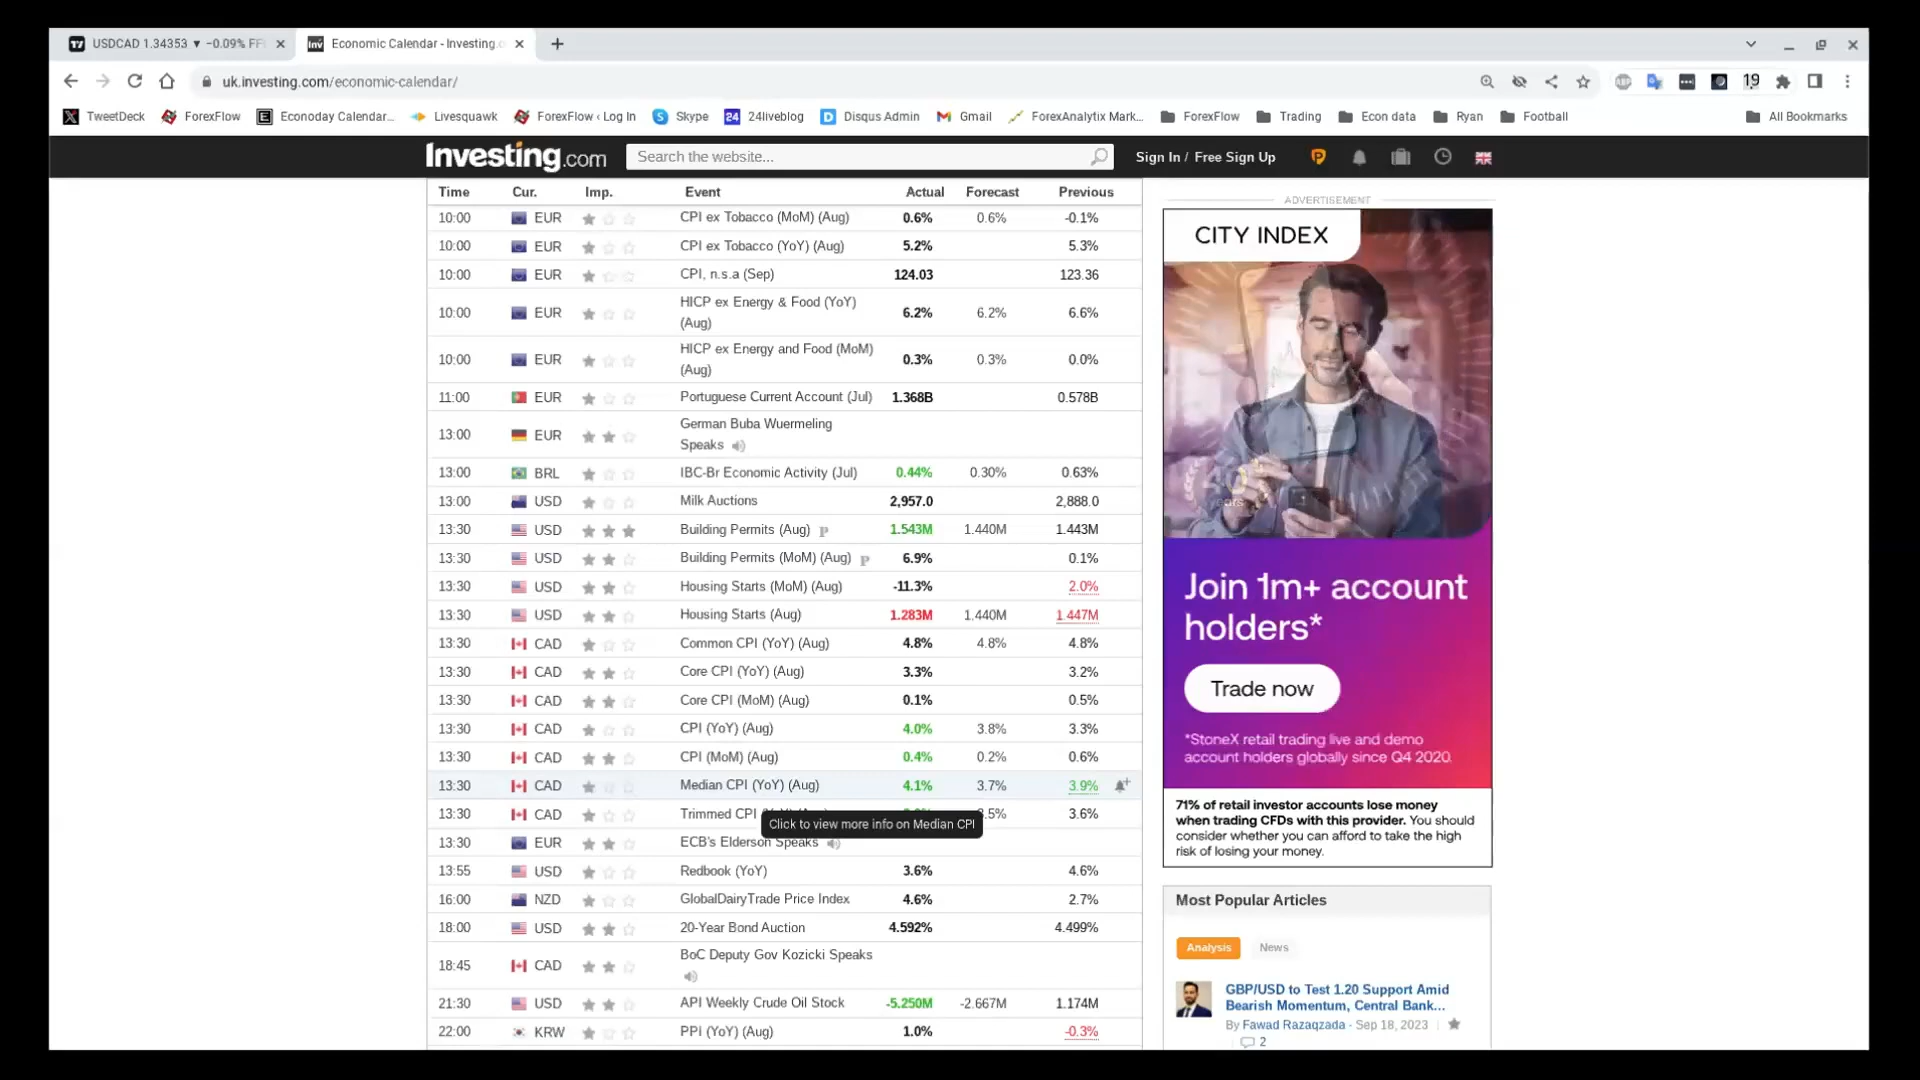 USDCAD 1.34353 ▼ −0.09% FF
Economic Calendar - Investing.c
uk.investing.com/economic-calendar/
19
TweetDeck ForexFlow Econoday Calendar... Livesquawk ForexFlow ‹ Log In Skype 24liveblog Disqus Admin Gmail ForexAnalytix Mark... ForexFlow Trading Econ data Ryan Football All Bookmarks
Investing.com Search the website... Sign In / Free Sign Up
Time Cur. Imp. Event Actual Forecast Previous
10:00 EUR CPI ex Tobacco (MoM) (Aug) 0.6% 0.6% -0.1%
10:00 EUR CPI ex Tobacco (YoY) (Aug) 5.2% 5.3%
10:00 EUR CPI, n.s.a (Sep) 124.03 123.36
10:00 EUR HICP ex Energy & Food (YoY) 6.2% 6.2% 6.6%
(Aug)
10:00 EUR HICP ex Energy and Food (MoM) 0.3% 0.3% 0.0%
(Aug)
11:00 EUR Portuguese Current Account (Jul) 1.368B 0.578B
13:00 EUR German Buba Wuermeling
Speaks
13:00 BRL IBC-Br Economic Activity (Jul) 0.44% 0.30% 0.63%
13:00 USD Milk Auctions 2,957.0 2,888.0
13:30 USD Building Permits (Aug) P 1.543M 1.440M 1.443M
13:30 USD Building Permits (MoM) (Aug) P 6.9% 0.1%
13:30 USD Housing Starts (MoM) (Aug) -11.3% 2.0%
13:30 USD Housing Starts (Aug) 1.283M 1.440M 1.447M
13:30 CAD Common CPI (YoY) (Aug) 4.8% 4.8% 4.8%
13:30 CAD Core CPI (YoY) (Aug) 3.3% 3.2%
13:30 CAD Core CPI (MoM) (Aug) 0.1% 0.5%
13:30 CAD CPI (YoY) (Aug) 4.0% 3.8% 3.3%
13:30 CAD CPI (MoM) (Aug) 0.4% 0.2% 0.6%
13:30 CAD Median CPI (YoY) (Aug) 4.1% 3.7% 3.9%
13:30 CAD Trimmed CPI .5% 3.6%
Click to view more info on Median CPI
13:30 EUR ECB's Elderson Speaks
13:55 USD Redbook (YoY) 3.6% 4.6%
16:00 NZD GlobalDairyTrade Price Index 4.6% 2.7%
18:00 USD 20-Year Bond Auction 4.592% 4.499%
18:45 CAD BoC Deputy Gov Kozicki Speaks
21:30 USD API Weekly Crude Oil Stock -5.250M -2.667M 1.174M
22:00 KRW PPI (YoY) (Aug) 1.0% -0.3%
ADVERTISEMENT
CITY INDEX
Join 1m+ account
holders*
Trade now
*StoneX retail trading live and demo
account holders globally since Q4 2020.
71% of retail investor accounts lose money
when trading CFDs with this provider. You should
consider whether you can afford to take the high
risk of losing your money.
Most Popular Articles
Analysis News
GBP/USD to Test 1.20 Support Amid
Bearish Momentum, Central Bank...
By Fawad Razaqzada - Sep 18, 2023
2